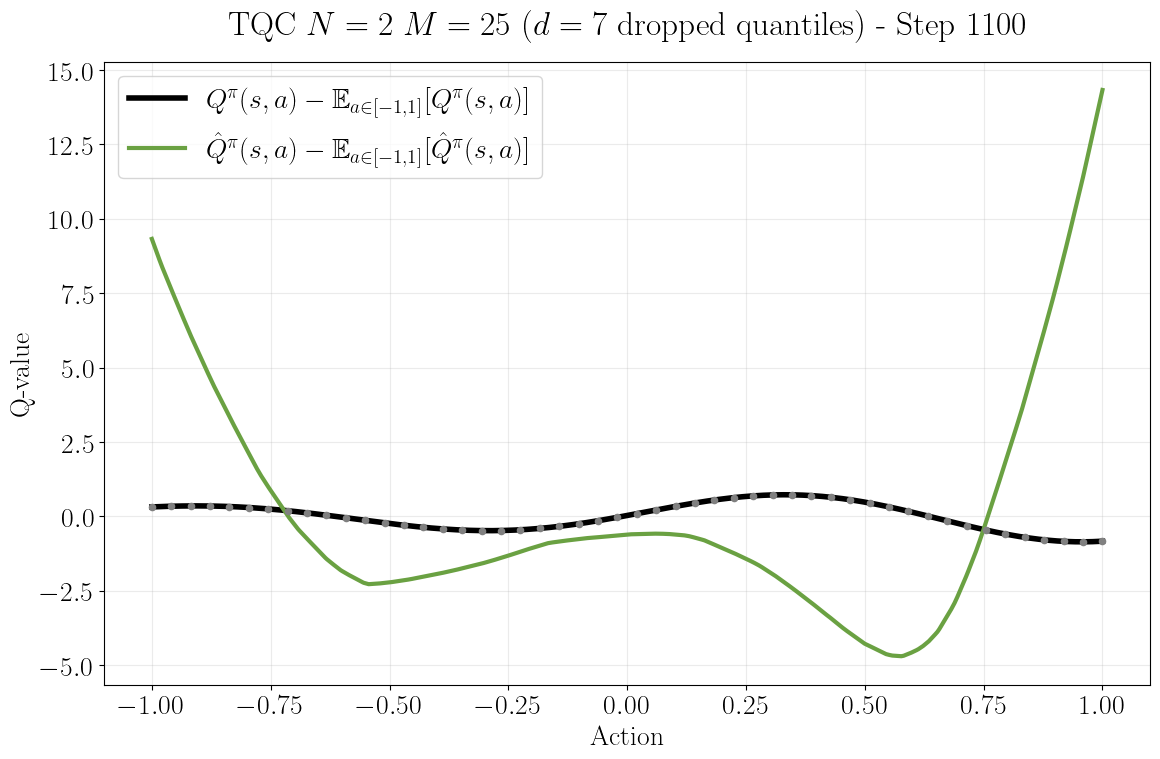 TQC N = 2 M = 25 (d = 7 dropped quantiles) - Step 1100
Q^π(s, a) − 𝔼_{a∈[−1,1]}[Q^π(s, a)]
Q̂^π(s, a) − 𝔼_{a∈[−1,1]}[Q̂^π(s, a)]
15.0
12.5
10.0
7.5
5.0
2.5
0.0
−2.5
−5.0
Q-value
−1.00 −0.75 −0.50 −0.25 0.00 0.25 0.50 0.75 1.00
Action